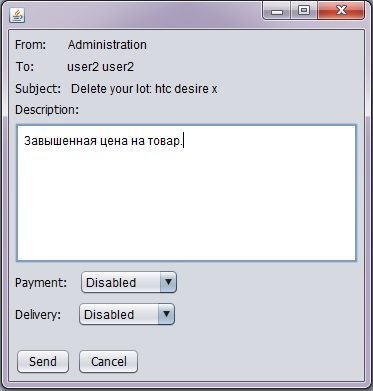 From: Administration
To: user2 user2
Subject: Delete your lot: htc desire x
Description:
Завышенная цена на товар.
Payment: Disabled
Delivery: Disabled
Send Cancel